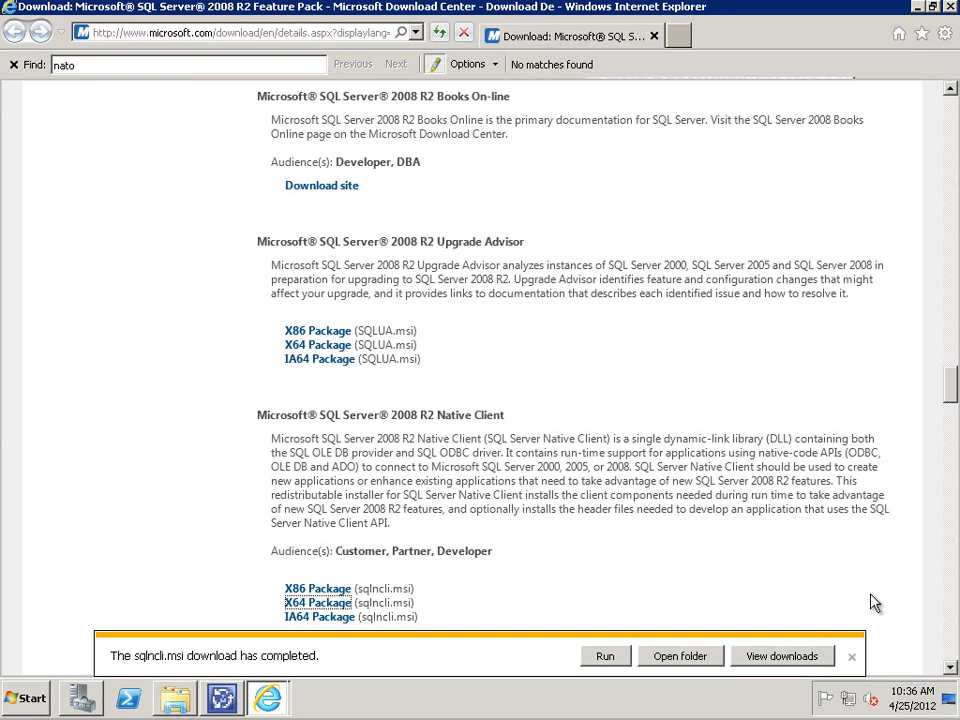 Download: Microsoft® SQL Server® 2008 R2 Feature Pack - Microsoft Download Center - Download De - Windows Internet Explorer
http://www.microsoft.com/download/en/details.aspx?displaylang=
Download: Microsoft® SQL S...
Find: nato Previous Next Options No matches found
Microsoft® SQL Server® 2008 R2 Books On-line
Microsoft SQL Server 2008 R2 Books Online is the primary documentation for SQL Server. Visit the SQL Server 2008 Books
Online page on the Microsoft Download Center.
Audience(s): Developer, DBA
Download site
Microsoft® SQL Server® 2008 R2 Upgrade Advisor
Microsoft SQL Server 2008 R2 Upgrade Advisor analyzes instances of SQL Server 2000, SQL Server 2005 and SQL Server 2008 in
preparation for upgrading to SQL Server 2008 R2. Upgrade Advisor identifies feature and configuration changes that might
affect your upgrade, and it provides links to documentation that describes each identified issue and how to resolve it.
X86 Package (SQLUA.msi)
X64 Package (SQLUA.msi)
IA64 Package (SQLUA.msi)
Microsoft® SQL Server® 2008 R2 Native Client
Microsoft SQL Server 2008 R2 Native Client (SQL Server Native Client) is a single dynamic-link library (DLL) containing both
the SQL OLE DB provider and SQL ODBC driver. It contains run-time support for applications using native-code APIs (ODBC,
OLE DB and ADO) to connect to Microsoft SQL Server 2000, 2005, or 2008. SQL Server Native Client should be used to create
new applications or enhance existing applications that need to take advantage of new SQL Server 2008 R2 features. This
redistributable installer for SQL Server Native Client installs the client components needed during run time to take advantage
of new SQL Server 2008 R2 features, and optionally installs the header files needed to develop an application that uses the SQL
Server Native Client API.
Audience(s): Customer, Partner, Developer
X86 Package (sqlncli.msi)
X64 Package (sqlncli.msi)
IA64 Package (sqlncli.msi)
The sqlncli.msi download has completed. Run Open folder View downloads
Start
10:36 AM
4/25/2012